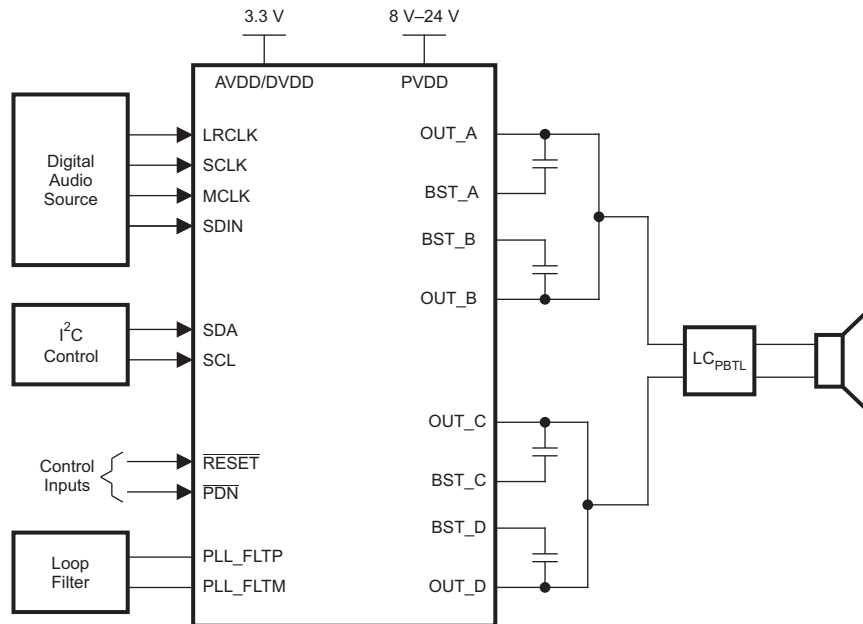 3.3 V
8 V–24 V
AVDD/DVDD
PVDD
Digital
Audio
Source
LRCLK
SCLK
MCLK
SDIN
I²C
Control
SDA
SCL
Control
Inputs
RESET
PDN
Loop
Filter
PLL_FLTP
PLL_FLTM
OUT_A
BST_A
BST_B
OUT_B
OUT_C
BST_C
BST_D
OUT_D
LC_PBTL